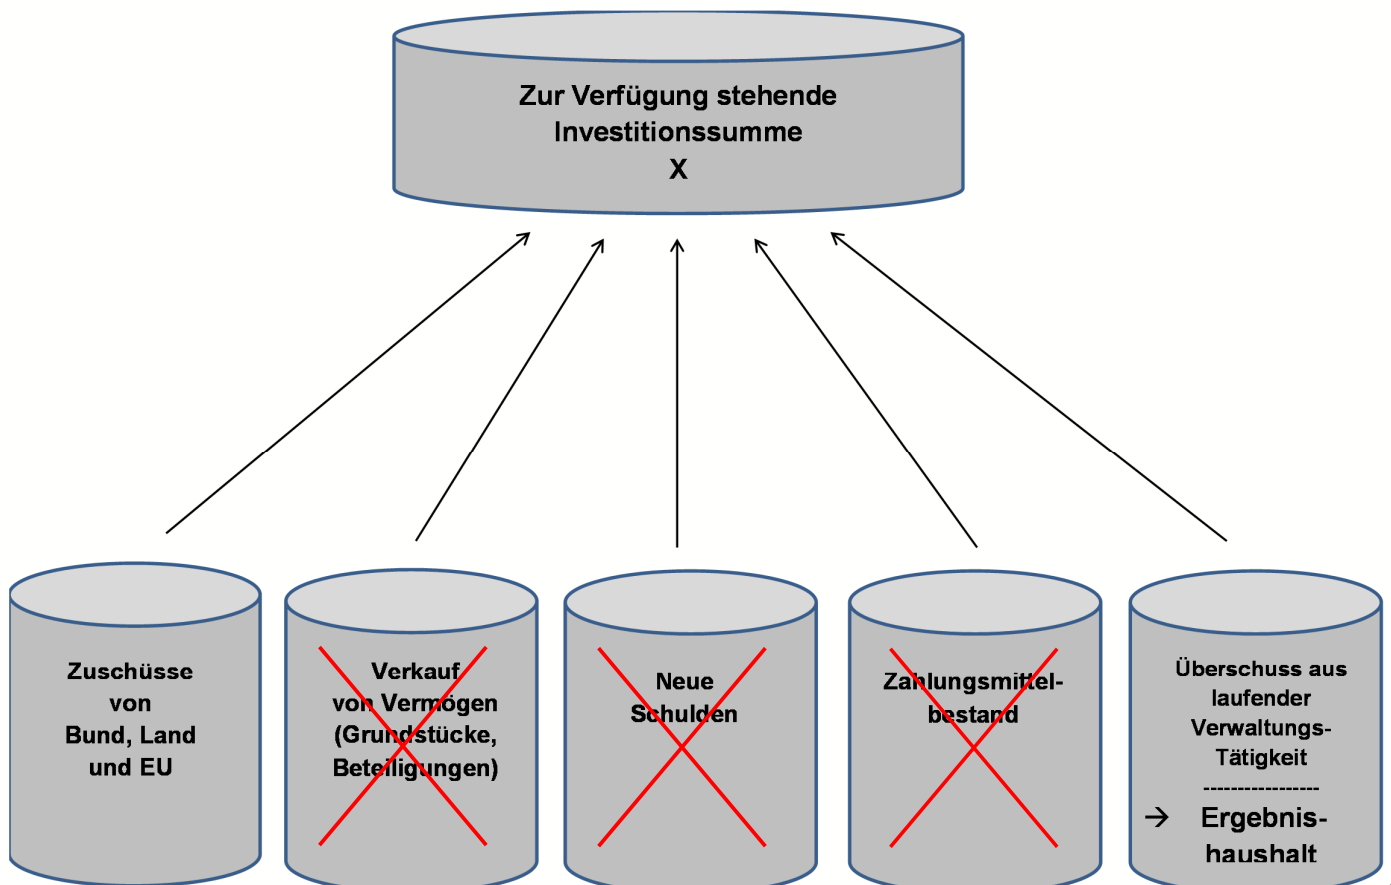 Zur Verfügung stehende
Investitionssumme
X
Zuschüsse
von
Bund, Land
und EU
Verkauf
von Vermögen
(Grundstücke,
Beteiligungen)
Neue
Schulden
Zahlungsmittel-
bestand
Überschuss aus
laufender
Verwaltungs-
Tätigkeit
-----------------
→ Ergebnis-
haushalt